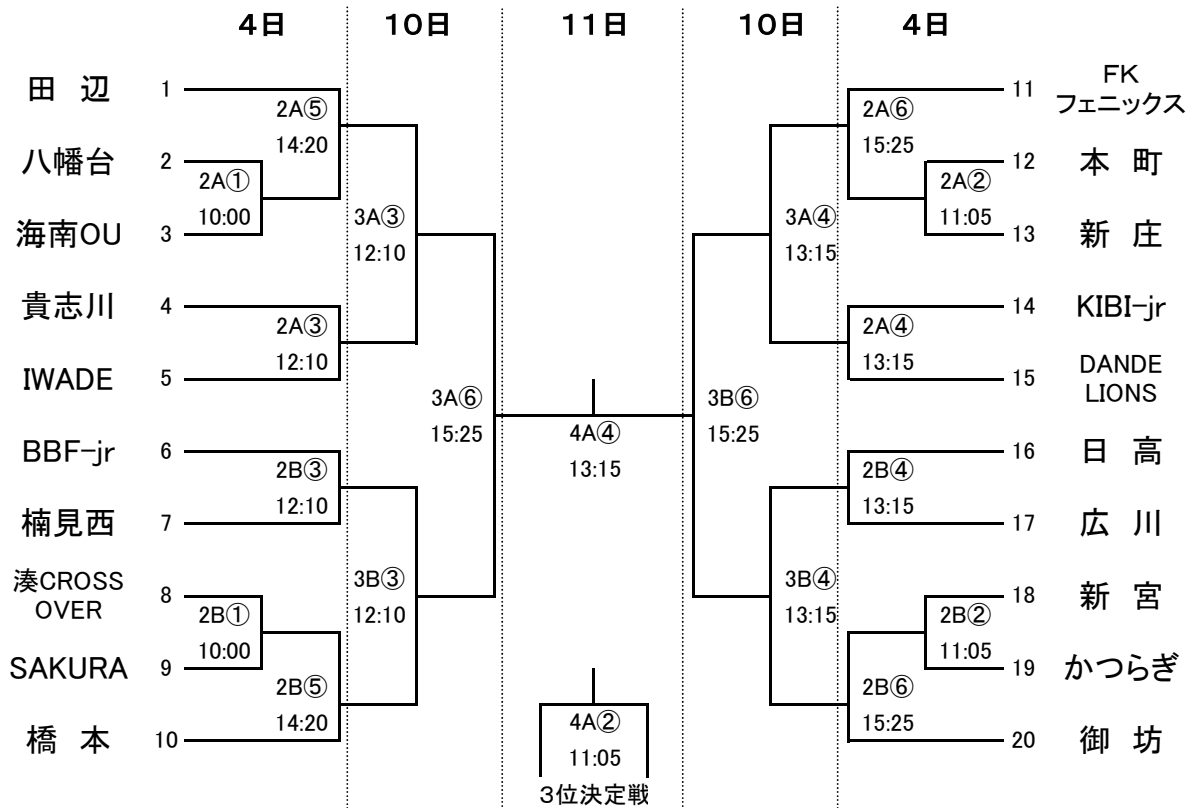 4日 10日 11日 10日 4日
田 辺 1
2A⑤
14:20
八幡台 2
2A①
10:00
海南OU 3
3A③
12:10
貴志川 4
2A③
12:10
IWADE 5
3A⑥
15:25
BBF-jr 6
2B③
12:10
楠見西 7
湊CROSS
OVER 8
2B①
10:00
3B③
12:10
SAKURA 9
2B⑤
14:20
橋 本 10
4A④
13:15
4A②
11:05
3位決定戦
FK
フェニックス
11
2A⑥
15:25
12 本 町
2A②
11:05
13 新 庄
3A④
13:15
14 KIBI-jr
2A④
13:15
15 DANDE
LIONS
3B⑥
15:25
16 日 高
2B④
13:15
17 広 川
3B④
13:15
18 新 宮
2B②
11:05
19 かつらぎ
2B⑥
15:25
20 御 坊